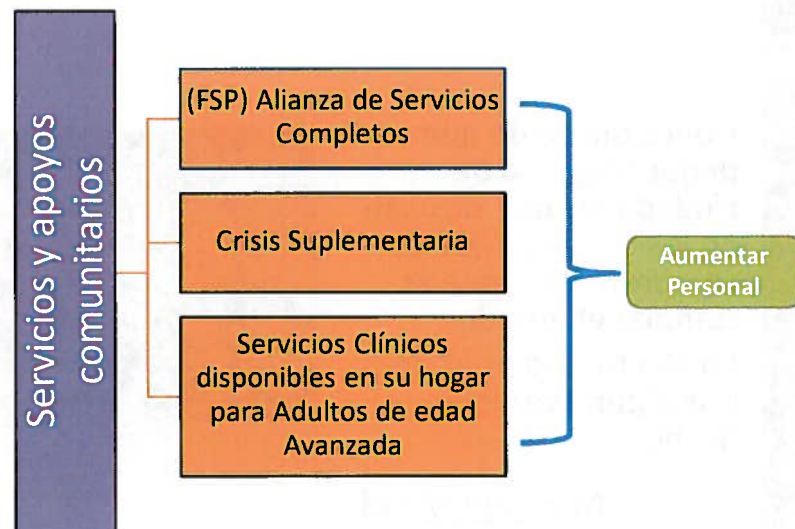 Servicios y apoyos
comunitarios
(FSP) Alianza de Servicios
Completos
Crisis Suplementaria
Servicios Clínicos
disponibles en su hogar
para Adultos de edad
Avanzada
Aumentar
Personal